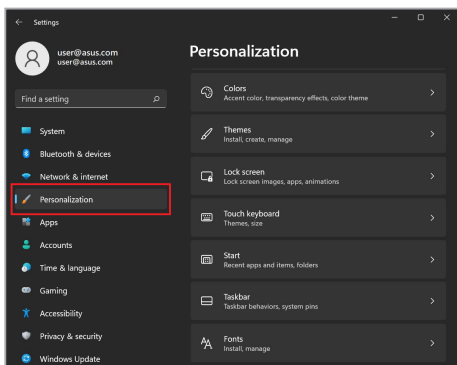 Settings
user@asus.com
user@asus.com
Find a setting
System
Bluetooth & devices
Network & internet
Personalization
Apps
Accounts
Time & language
Gaming
Accessibility
Privacy & security
Windows Update
Personalization
Colors
Accent color, transparency effects, color theme
Themes
Install, create, manage
Lock screen
Lock screen images, apps, animations
Touch keyboard
Themes, size
Start
Recent apps and items, folders
Taskbar
Taskbar behaviors, system pins
Fonts
Install, manage